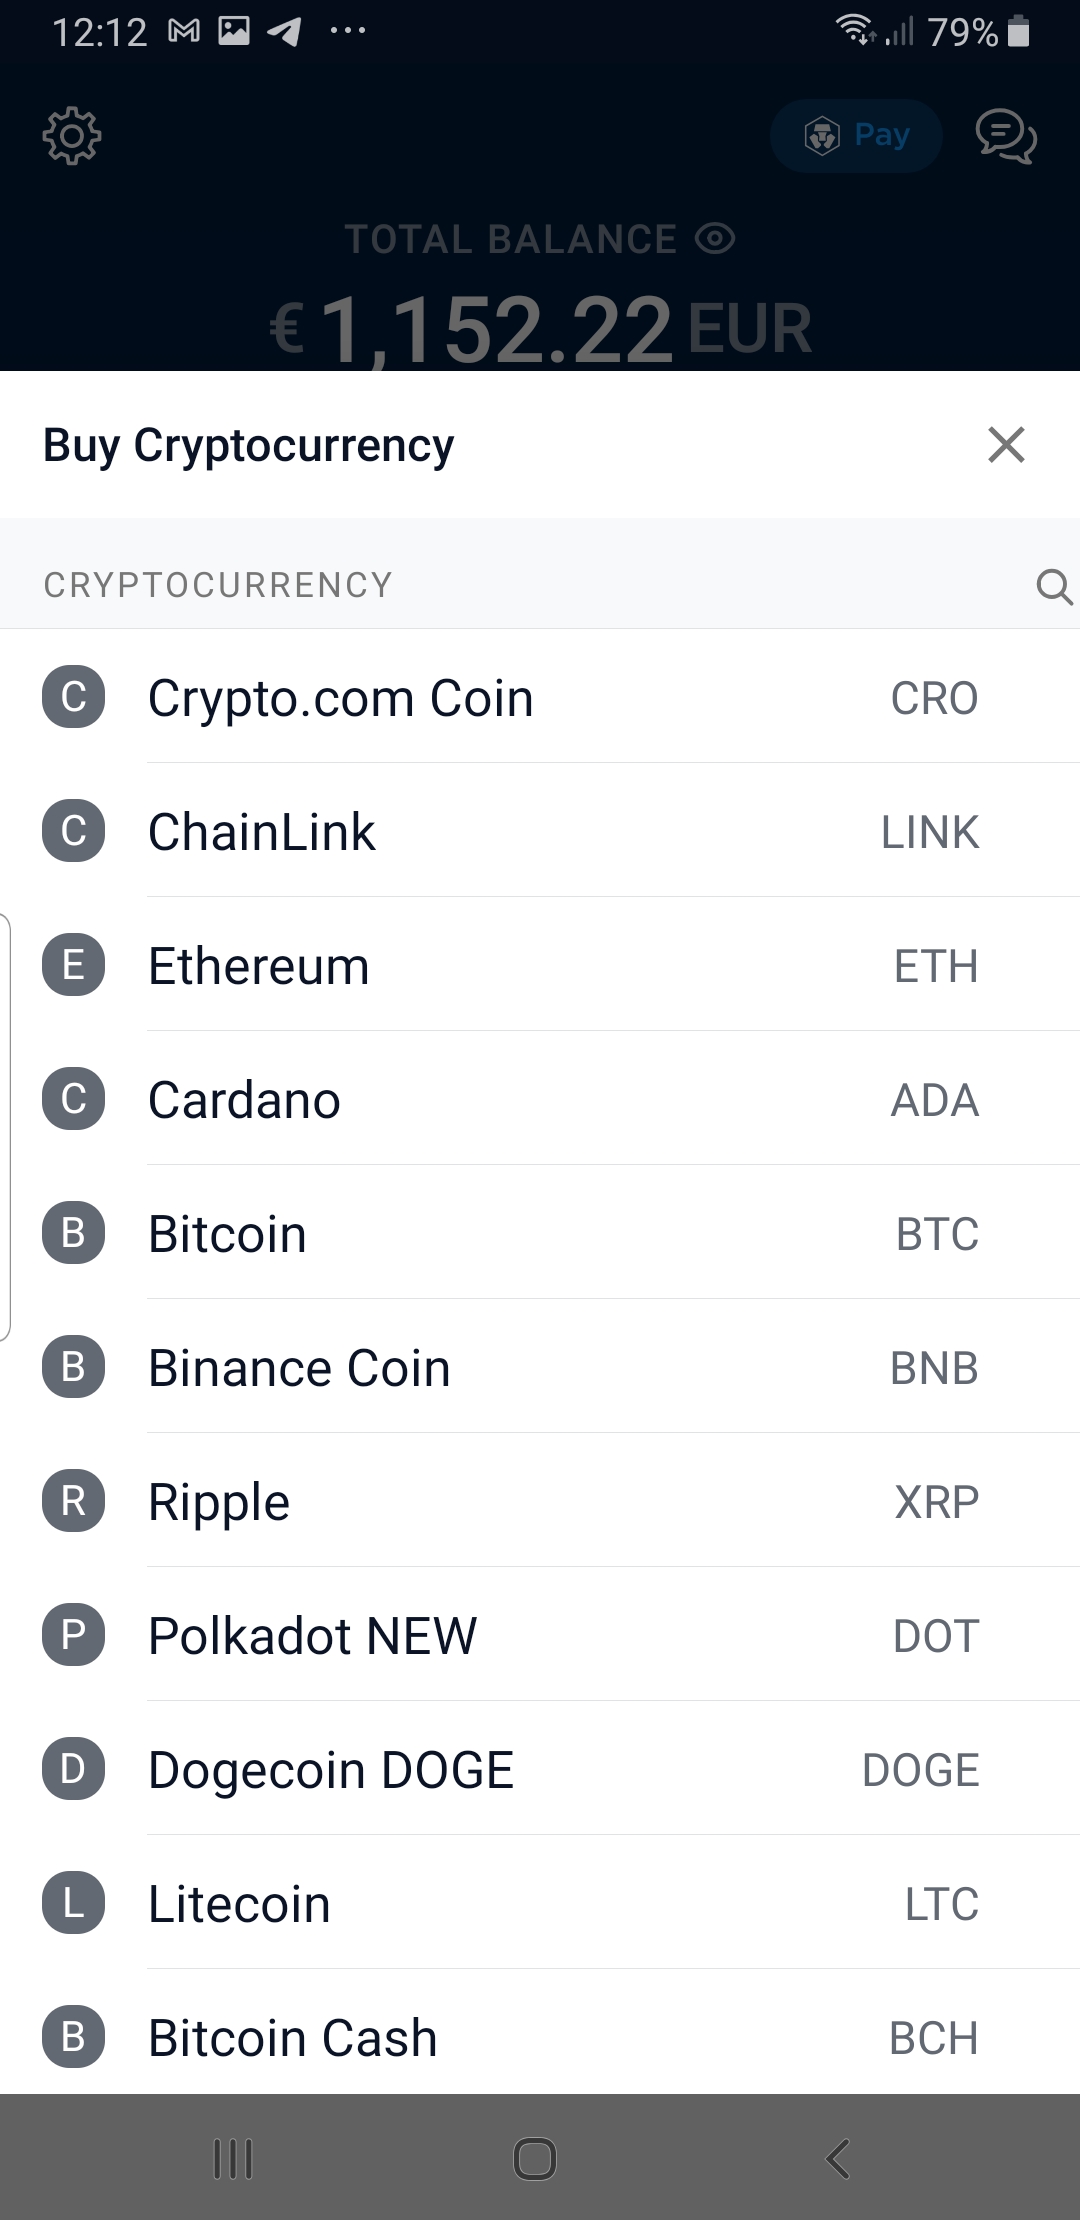 12:12 79%
Pay
TOTAL BALANCE
€ 1,152.22 EUR
Buy Cryptocurrency
CRYPTOCURRENCY
C Crypto.com Coin CRO
C ChainLink LINK
E Ethereum ETH
C Cardano ADA
B Bitcoin BTC
B Binance Coin BNB
R Ripple XRP
P Polkadot NEW DOT
D Dogecoin DOGE DOGE
L Litecoin LTC
B Bitcoin Cash BCH